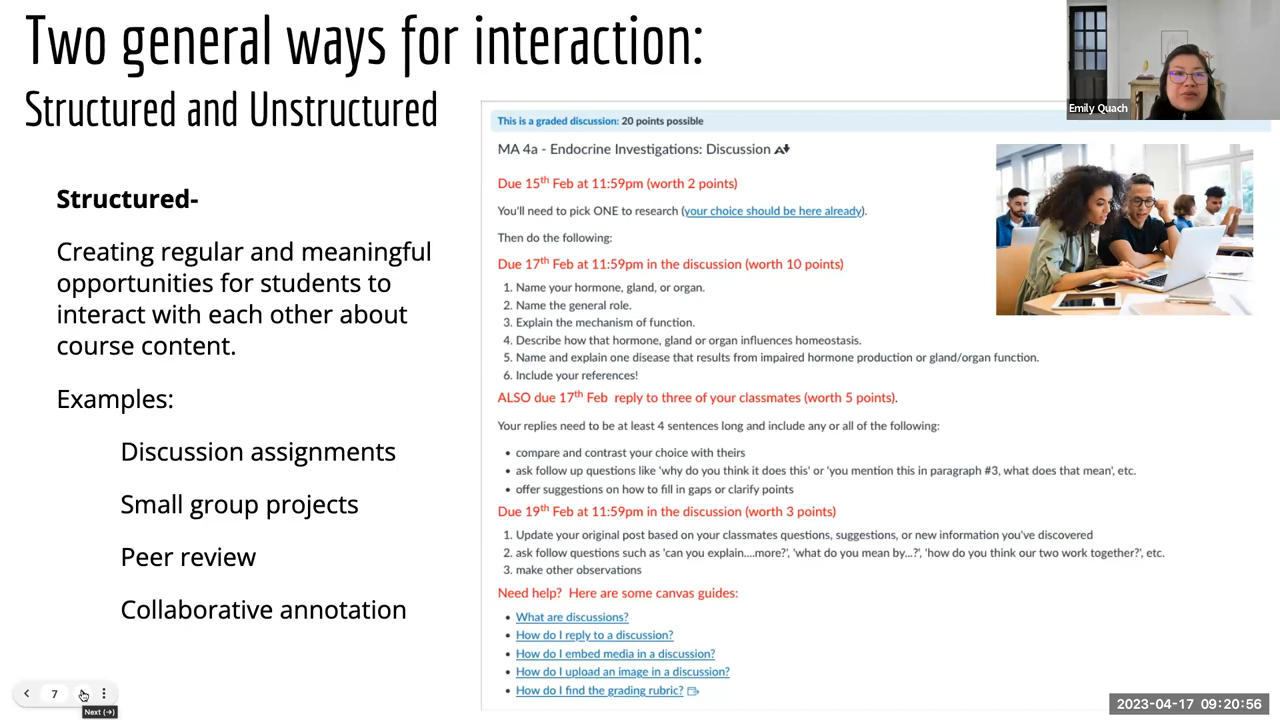 Two general ways for interaction:
Structured and Unstructured
Emily Quach
Structured-
Creating regular and meaningful
opportunities for students to
interact with each other about
course content.
Examples:
Discussion assignments
Small group projects
Peer review
Collaborative annotation
This is a graded discussion: 20 points possible
MA 4a - Endocrine Investigations: Discussion
Due 15th Feb at 11:59pm (worth 2 points)
You'll need to pick ONE to research (your choice should be here already).
Then do the following:
Due 17th Feb at 11:59pm in the discussion (worth 10 points)
1. Name your hormone, gland, or organ.
2. Name the general role.
3. Explain the mechanism of function.
4. Describe how that hormone, gland or organ influences homeostasis.
5. Name and explain one disease that results from impaired hormone production or gland/organ function.
6. Include your references!
ALSO due 17th Feb reply to three of your classmates (worth 5 points).
Your replies need to be at least 4 sentences long and include any or all of the following:
• compare and contrast your choice with theirs
• ask follow up questions like 'why do you think it does this' or 'you mention this in paragraph #3, what does that mean', etc.
• offer suggestions on how to fill in gaps or clarify points
Due 19th Feb at 11:59pm in the discussion (worth 3 points)
1. Update your original post based on your classmates questions, suggestions, or new information you've discovered
2. ask follow questions such as 'can you explain....more?', 'what do you mean by...?', 'how do you think our two work together?', etc.
3. make other observations
Need help? Here are some canvas guides:
• What are discussions?
• How do I reply to a discussion?
• How do I embed media in a discussion?
• How do I upload an image in a discussion?
• How do I find the grading rubric?
7
Next (→)
2023-04-17 09:20:56